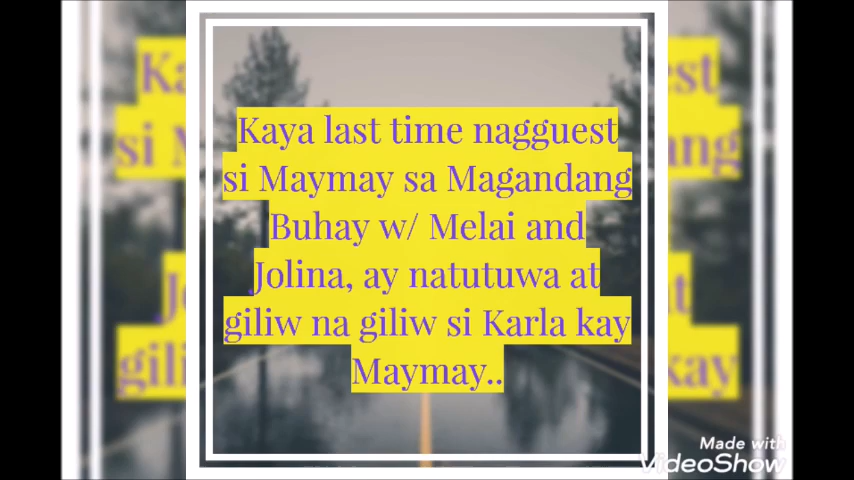 Kaya last time nagguest
si Maymay sa Magandang
Buhay w/ Melai and
Jolina, ay natutuwa at
giliw na giliw si Karla kay
Maymay..
Made with
VideoShow